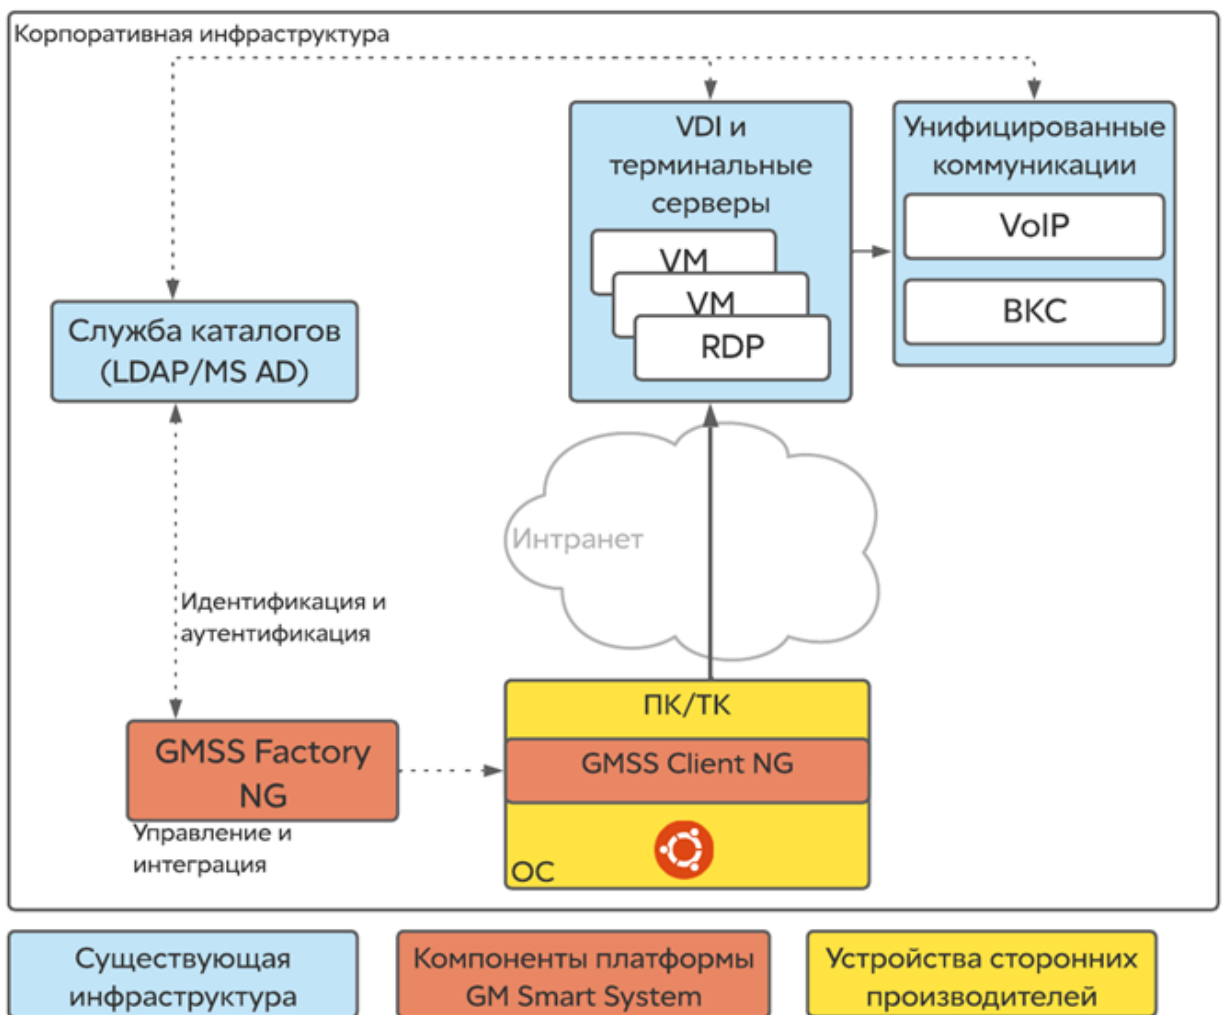 Корпоративная инфраструктура
VDI и
терминальные
серверы
VM
VM
RDP
Унифицированные
коммуникации
VoIP
ВКС
Служба каталогов
(LDAP/MS AD)
Интранет
Идентификация и
аутентификация
GMSS Factory
NG
Управление и
интеграция
ПК/ТК
GMSS Client NG
ОС
Существующая
инфраструктура
Компоненты платформы
GM Smart System
Устройства сторонних
производителей